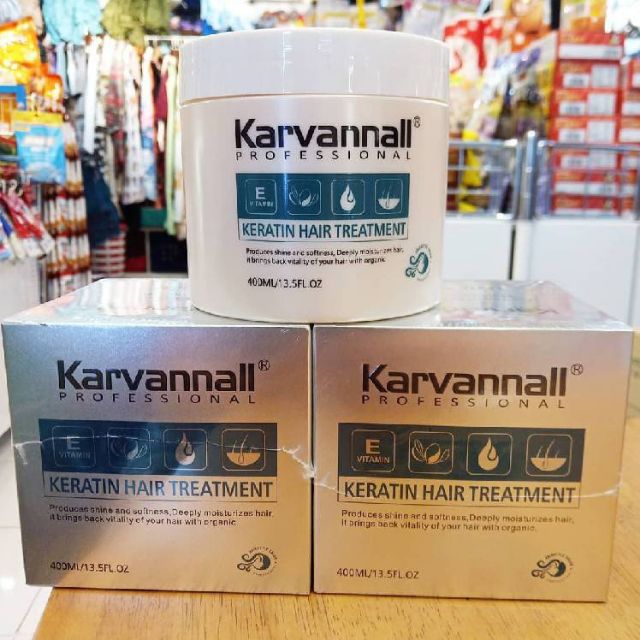 Karvannall®
PROFESSIONAL
E
VITAMIN
KERATIN HAIR TREATMENT
Produces shine and softness, Deeply moisturizes hair,
it brings back vitality of your hair with organic.
400ML/13.5FL.OZ
Karvannall®
PROFESSIONAL
E
VITAMIN
KERATIN HAIR TREATMENT
Produces shine and softness,Deeply moisturizes hair,
it brings back vitality of your hair with organic.
400ML/13.5FL.OZ
Karvannall®
PROFESSIONAL
E
VITAMIN
KERATIN HAIR TREATMENT
Produces shine and softness,Deeply moisturizes hair,
it brings back vitality of your hair with organic.
400ML/13.5FL.OZ